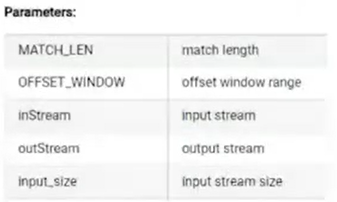 Parameters:
MATCH_LEN match length
OFFSET_WINDOW offset window range
inStream input stream
outStream output stream
input_size input stream size